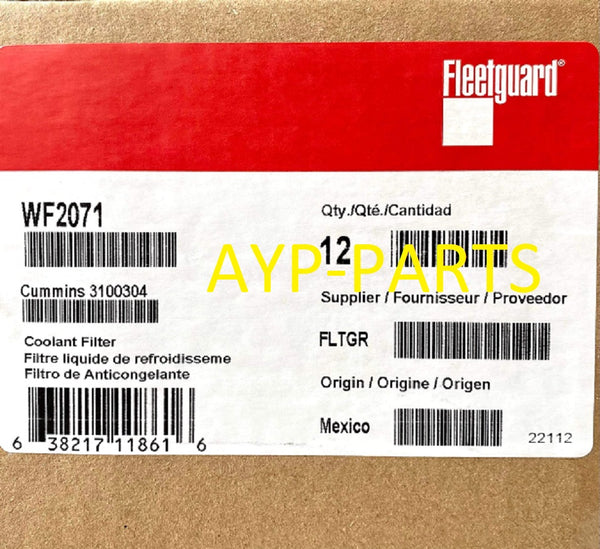 Fleetguard®
WF2071
Cummins 3100304
Coolant Filter
Filtre liquide de refroidisseme
Filtro de Anticongelante
6 38217 11861 6
Qty./Qté./Cantidad
12
Supplier / Fournisseur / Proveedor
FLTGR
Origin / Origine / Origen
Mexico
22112
AYP-PARTS